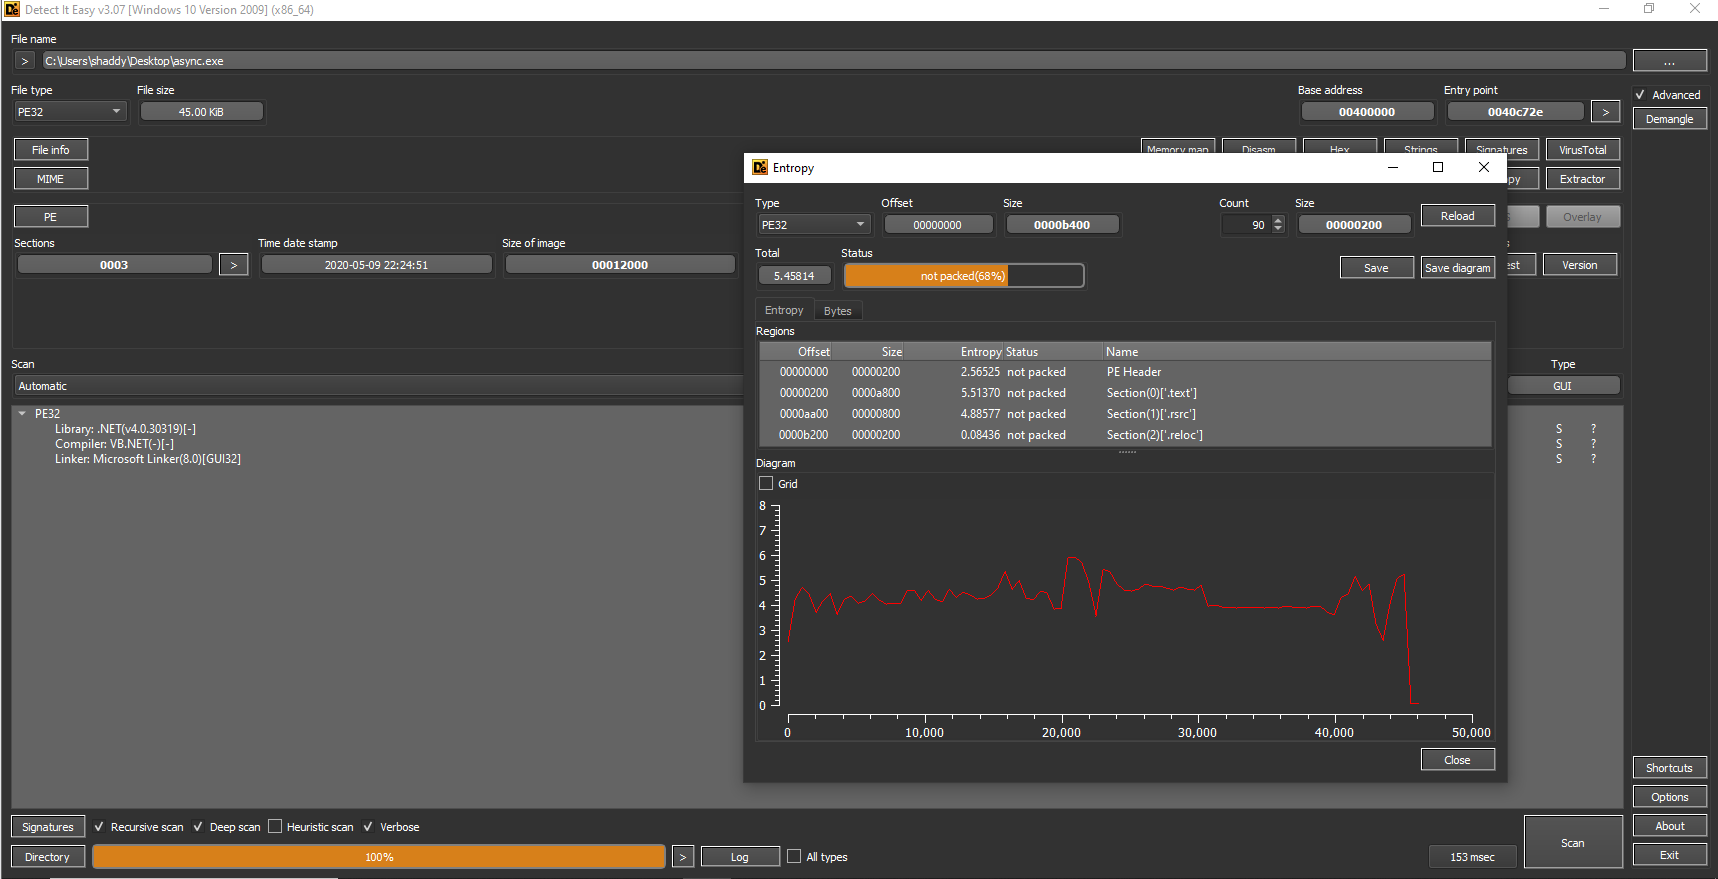 Detect It Easy v3.07 [Windows 10 Version 2009] (x86_64)
File name
> C:\Users\shaddy\Desktop\async.exe ...
File type File size Base address Entry point Advanced
PE32 45.00 KiB 00400000 0040c72e > Demangle
File info Memory map Disasm Hex Strings Signatures VirusTotal
MIME Extractor
PE Overlay
Sections Time date stamp Size of image
0003 > 2020-05-09 22:24:51 00012000 Version
Scan Type
Automatic GUI
PE32
Library: .NET(v4.0.30319)[-] S ?
Compiler: VB.NET(-)[-] S ?
Linker: Microsoft Linker(8.0)[GUI32] S ?
Entropy
Type Offset Size Count Size
PE32 00000000 0000b400 90 00000200 Reload
Total Status
5.45814 not packed(68%) Save Save diagram
Entropy Bytes
Regions
Offset Size Entropy Status Name
00000000 00000200 2.56525 not packed PE Header
00000200 0000a800 5.51370 not packed Section(0)['.text']
0000aa00 00000800 4.88577 not packed Section(1)['.rsrc']
0000b200 00000200 0.08436 not packed Section(2)['.reloc']
Diagram
Grid
8
7
6
5
4
3
2
1
0
0 10,000 20,000 30,000 40,000 50,000
Close
Shortcuts
Options
About
Exit
Signatures Recursive scan Deep scan Heuristic scan Verbose
Directory 100% > Log All types 153 msec Scan